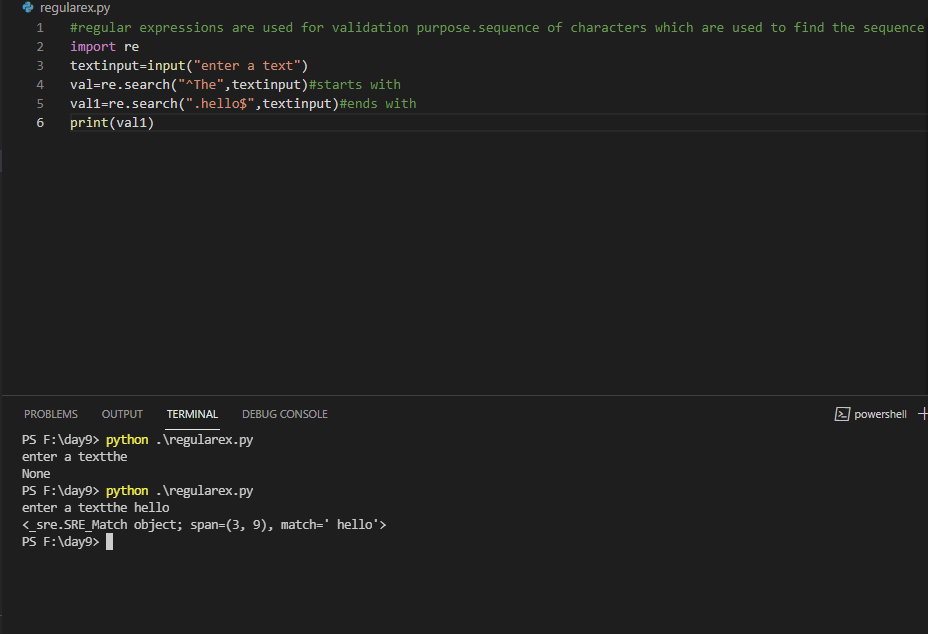 regularex.py
1 #regular expressions are used for validation purpose.sequence of characters which are used to find the sequence
2 import re
3 textinput=input("enter a text")
4 val=re.search("^The",textinput)#starts with
5 val1=re.search(".hello$",textinput)#ends with
6 print(val1)
PROBLEMS OUTPUT TERMINAL DEBUG CONSOLE powershell
PS F:\day9> python .\regularex.py
enter a textthe
None
PS F:\day9> python .\regularex.py
enter a textthe hello
<_sre.SRE_Match object; span=(3, 9), match=' hello'>
PS F:\day9>